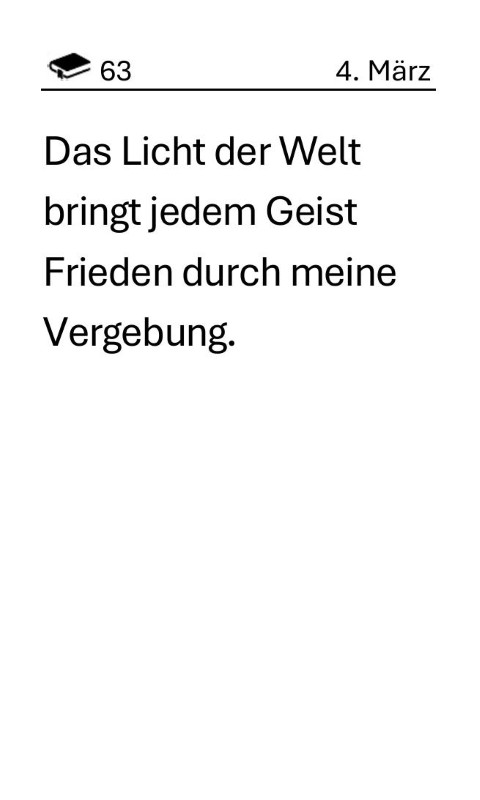 63 4. März
Das Licht der Welt
bringt jedem Geist
Frieden durch meine
Vergebung.